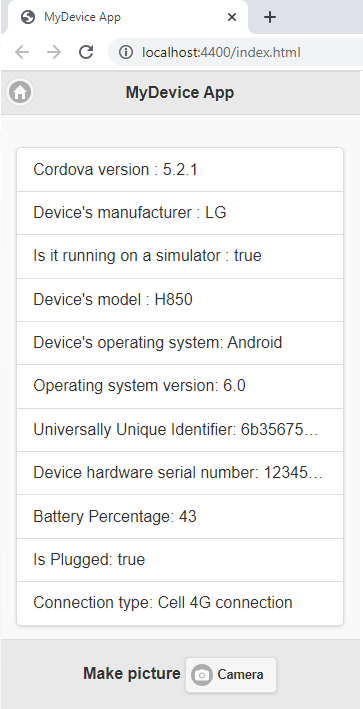 MyDevice App
localhost:4400/index.html
MyDevice App
Cordova version : 5.2.1
Device's manufacturer : LG
Is it running on a simulator : true
Device's model : H850
Device's operating system: Android
Operating system version: 6.0
Universally Unique Identifier: 6b35675...
Device hardware serial number: 12345...
Battery Percentage: 43
Is Plugged: true
Connection type: Cell 4G connection
Make picture Camera